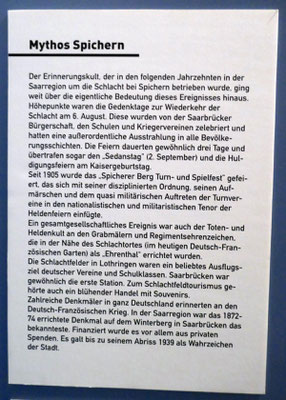 Mythos Spichern
Der Erinnerungskult, der in den folgenden Jahrzehnten in der
Saarregion um die Schlacht bei Spichern betrieben wurde, ging
weit über die eigentliche Bedeutung dieses Ereignisses hinaus.
Höhepunkte waren die Gedenktage zur Wiederkehr der
Schlacht am 6. August. Diese wurden von der Saarbrücker
Bürgerschaft, den Schulen und Kriegervereinen zelebriert und
hatten eine außerordentliche Ausstrahlung in alle Bevölke-
rungsschichten. Die Feiern dauerten gewöhnlich drei Tage und
übertrafen sogar den „Sedanstag" (2. September) und die Hul-
digungsfeiern am Kaisergeburtstag.
Seit 1905 wurde das „Spicherer Berg Turn- und Spielfest" gefei-
ert, das sich mit seiner disziplinierten Ordnung, seinen Auf-
märschen und dem quasi militärischen Auftreten der Turnver-
eine in den nationalistischen und militaristischen Tenor der
Heldenfeiern einfügte.
Ein gesamtgesellschaftliches Ereignis war auch der Toten- und
Heldenkult an den Grabmälern und Regimentsehrenzeichen,
die in der Nähe des Schlachtortes (im heutigen Deutsch-Fran-
zösischen Garten) als „Ehrenthal" errichtet wurden.
Die Schlachtfelder in Lothringen waren ein beliebtes Ausflugs-
ziel deutscher Vereine und Schulklassen. Saarbrücken war
gewöhnlich die erste Station. Zum Schlachtfeldtourismus ge-
hörte auch ein blühender Handel mit Souvenirs.
Zahlreiche Denkmäler in ganz Deutschland erinnerten an den
Deutsch-Französischen Krieg. In der Saarregion war das 1872-
74 errichtete Denkmal auf dem Winterberg in Saarbrücken das
bekannteste. Finanziert wurde es vor allem aus privaten
Spenden. Es galt bis zu seinem Abriss 1939 als Wahrzeichen
der Stadt.